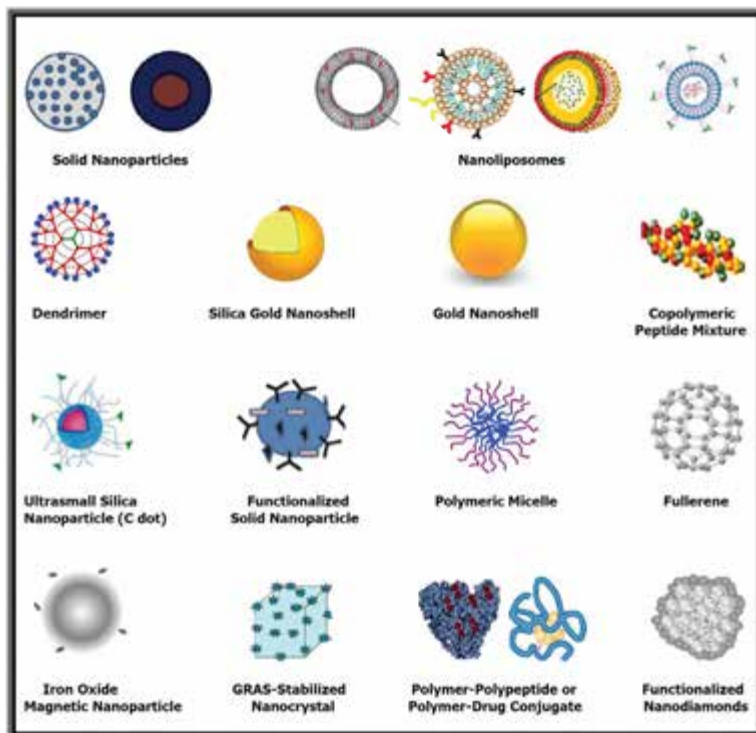 Solid Nanoparticles
Nanoliposomes
Dendrimer
Silica Gold Nanoshell
Gold Nanoshell
Copolymeric
Peptide Mixture
Ultrasmall Silica
Nanoparticle (C dot)
Functionalized
Solid Nanoparticle
Polymeric Micelle
Fullerene
Iron Oxide
Magnetic Nanoparticle
GRAS-Stabilized
Nanocrystal
Polymer-Polypeptide or
Polymer-Drug Conjugate
Functionalized
Nanodiamonds